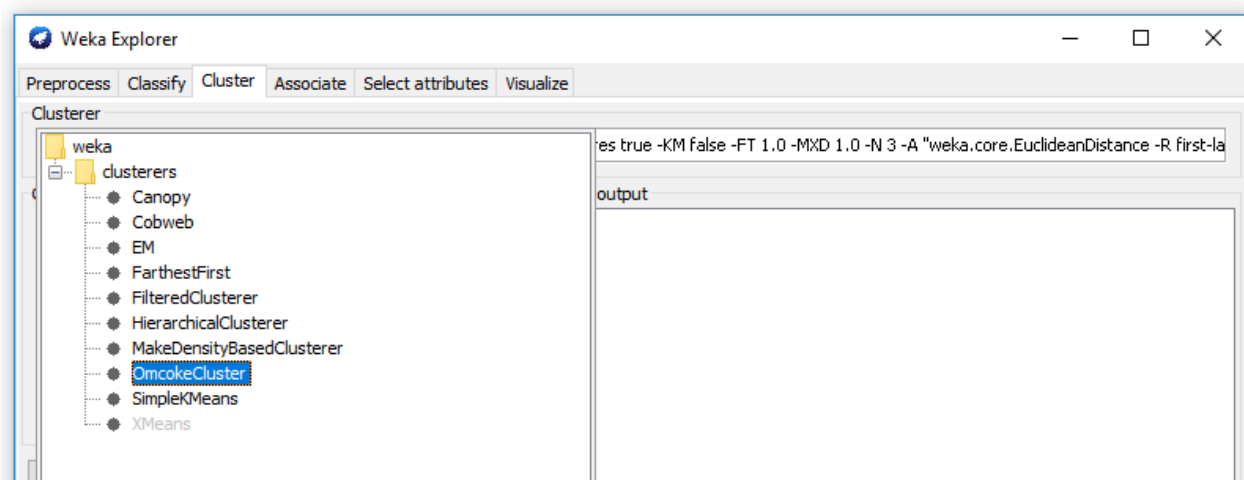 Weka Explorer
Preprocess Classify Cluster Associate Select attributes Visualize
Clusterer
weka
res true -KM false -FT 1.0 -MXD 1.0 -N 3 -A "weka.core.EuclideanDistance -R first-la
clusterers
output
Canopy
Cobweb
EM
FarthestFirst
FilteredClusterer
HierarchicalClusterer
MakeDensityBasedClusterer
OmcokeCluster
SimpleKMeans
XMeans